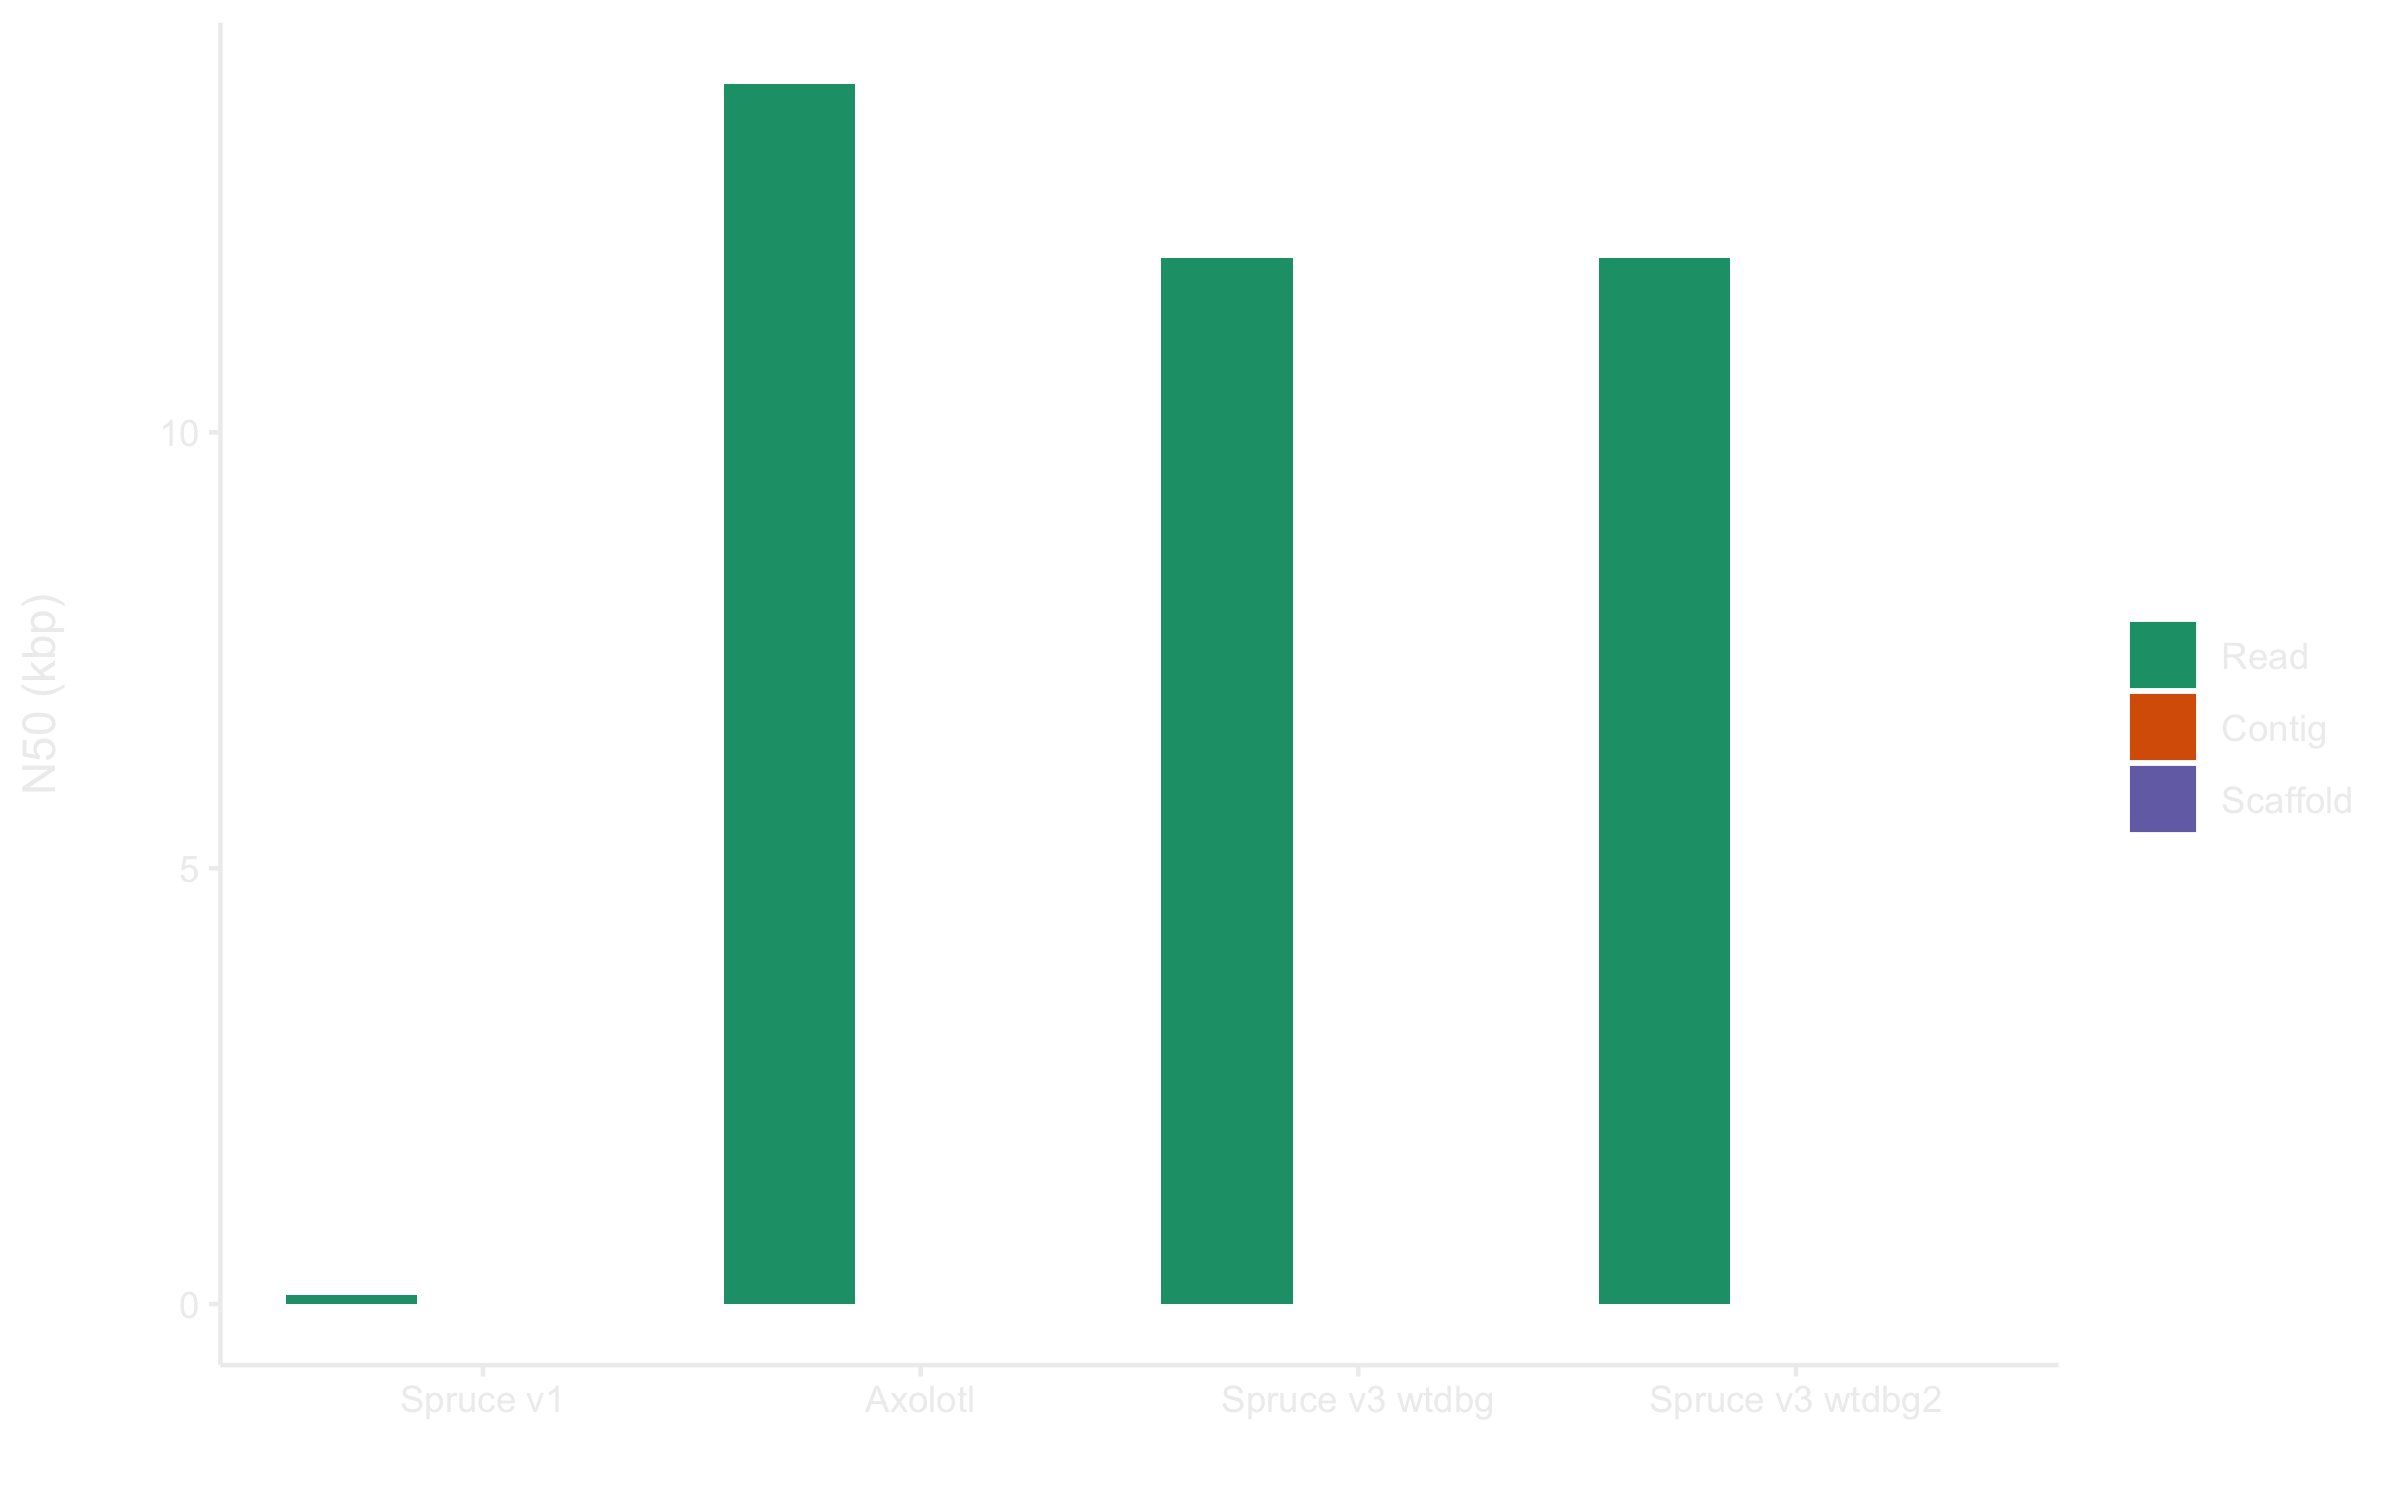 N50 (kbp)
10
5
0
Spruce v1
Axolotl
Spruce v3 wtdbg
Spruce v3 wtdbg2
Read
Contig
Scaffold